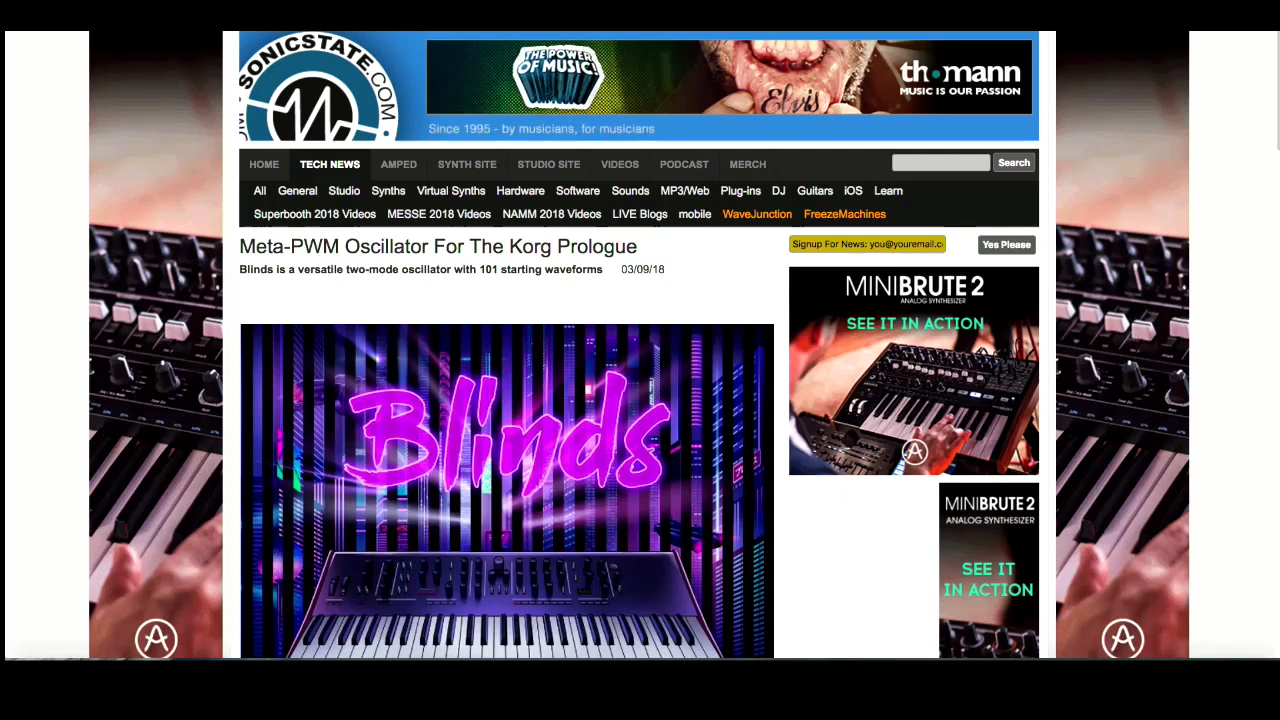 SONICSTATE.COM
THE POWER
OF MUSIC!
Elvis
th•mann
MUSIC IS OUR PASSION
Since 1995 - by musicians, for musicians
HOME TECH NEWS AMPED SYNTH SITE STUDIO SITE VIDEOS PODCAST MERCH Search
All General Studio Synths Virtual Synths Hardware Software Sounds MP3/Web Plug-ins DJ Guitars iOS Learn
Superbooth 2018 Videos MESSE 2018 Videos NAMM 2018 Videos LIVE Blogs mobile WaveJunction FreezeMachines
Meta-PWM Oscillator For The Korg Prologue
Signup For News: you@youremail.c
Yes Please
Blinds is a versatile two-mode oscillator with 101 starting waveforms 03/09/18
Blinds
MINIBRUTE 2
ANALOG SYNTHESIZER
SEE IT IN ACTION
MINIBRUTE 2
ANALOG SYNTHESIZER
SEE IT
IN ACTION